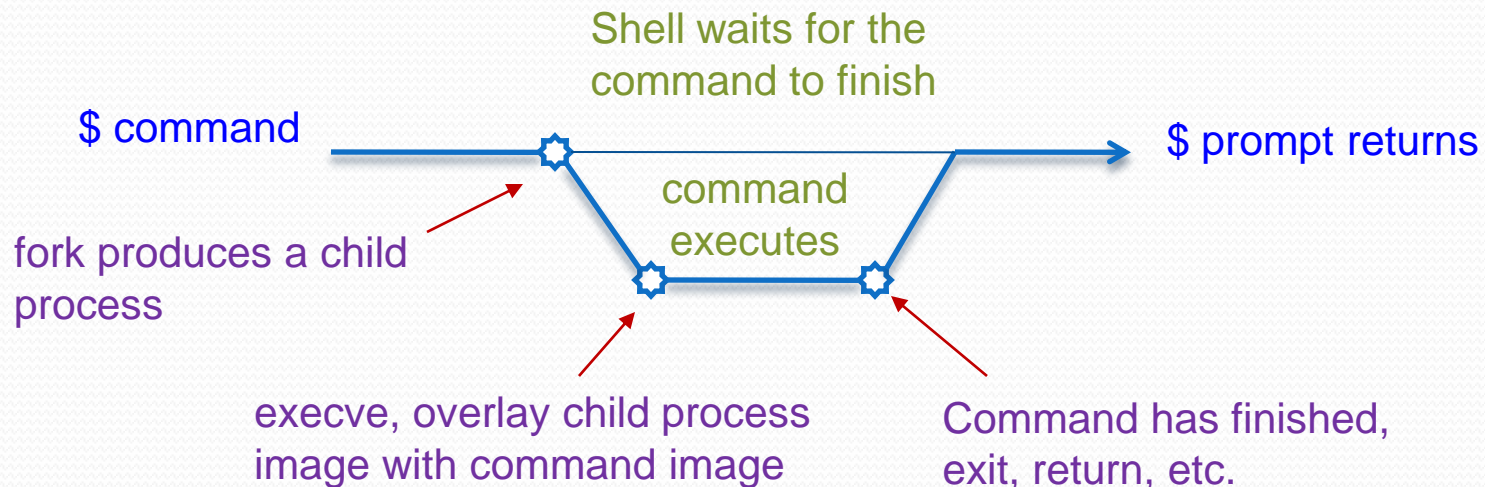 Shell waits for the
command to finish
$ command
$ prompt returns
command
executes
fork produces a child
process
execve, overlay child process
image with command image
Command has finished,
exit, return, etc.